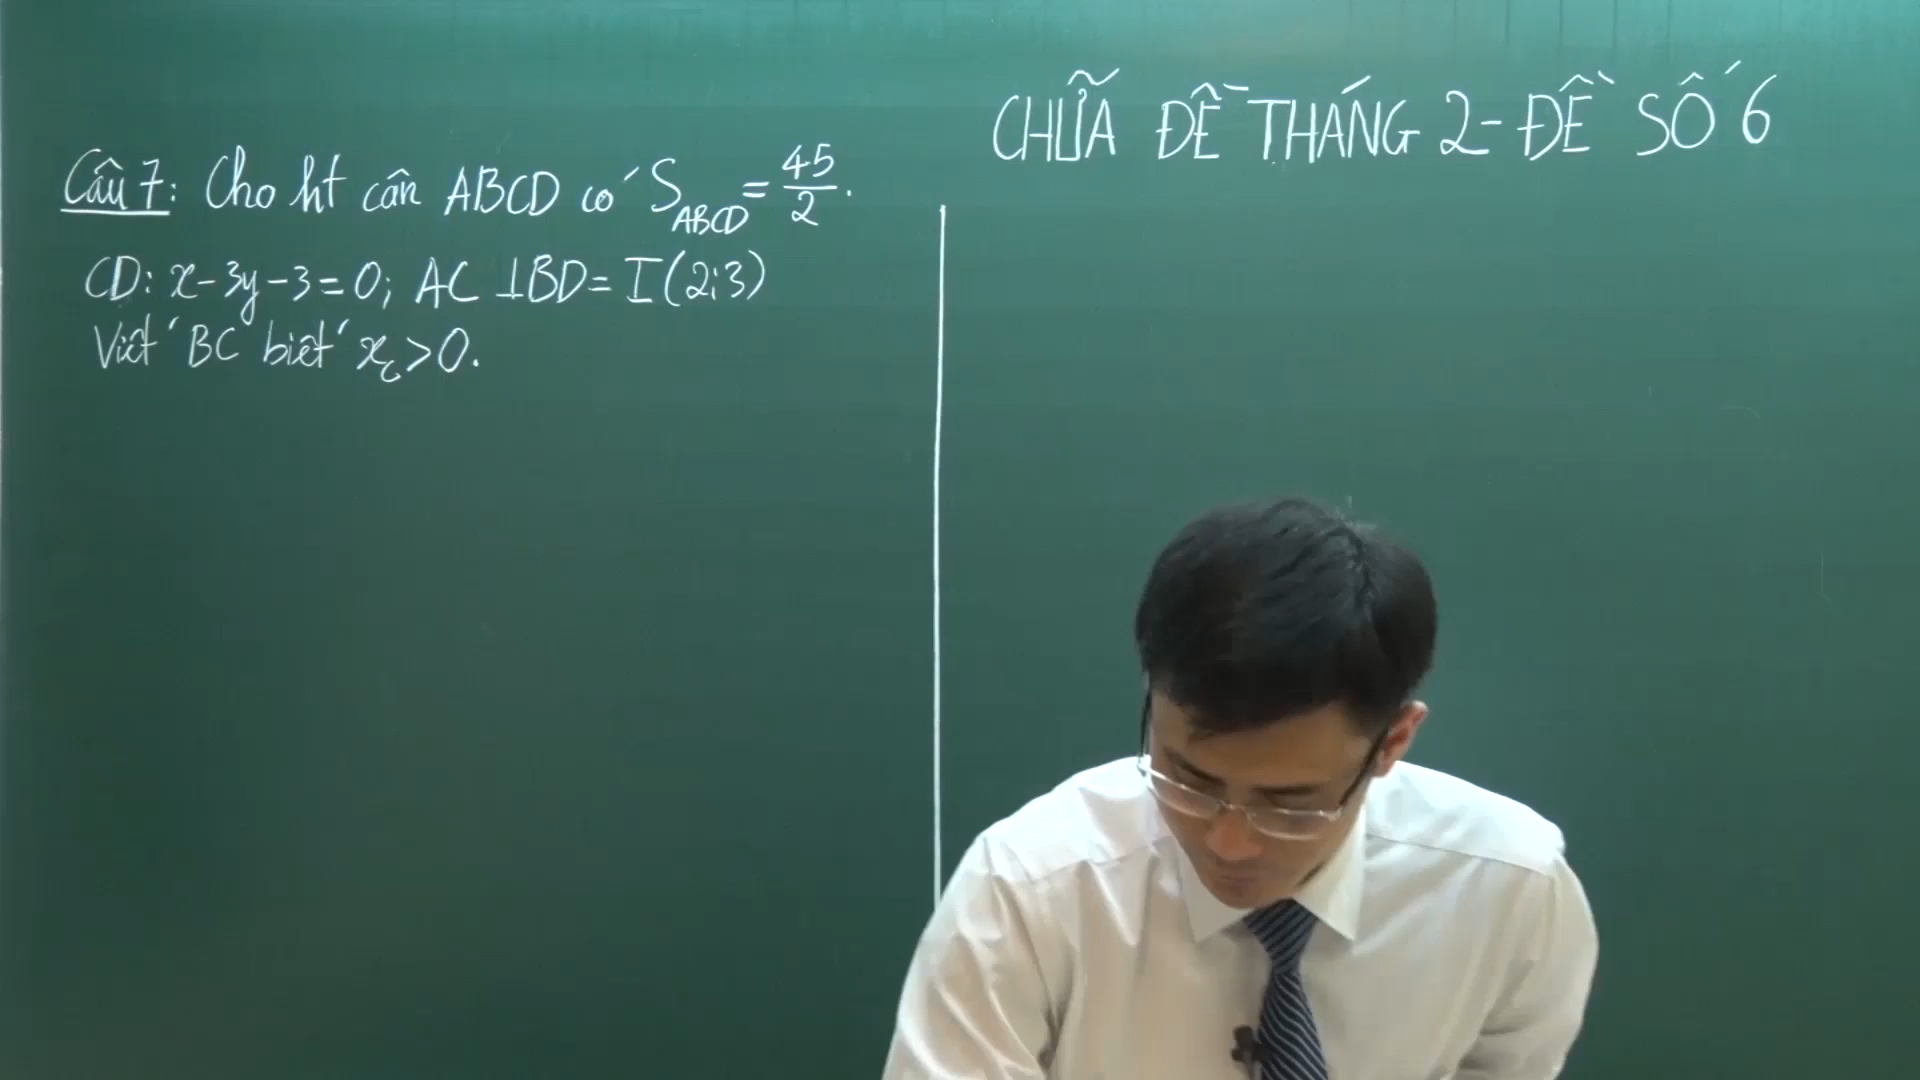 CHỮA ĐỀ THÁNG 2 - ĐỀ SỐ 6
Câu 7: Cho ht cân ABCD có S_ABCD = 45/2.
CD: x - 3y - 3 = 0; AC ⊥ BD = I(2;3)
Viết BC biết x_C > 0.